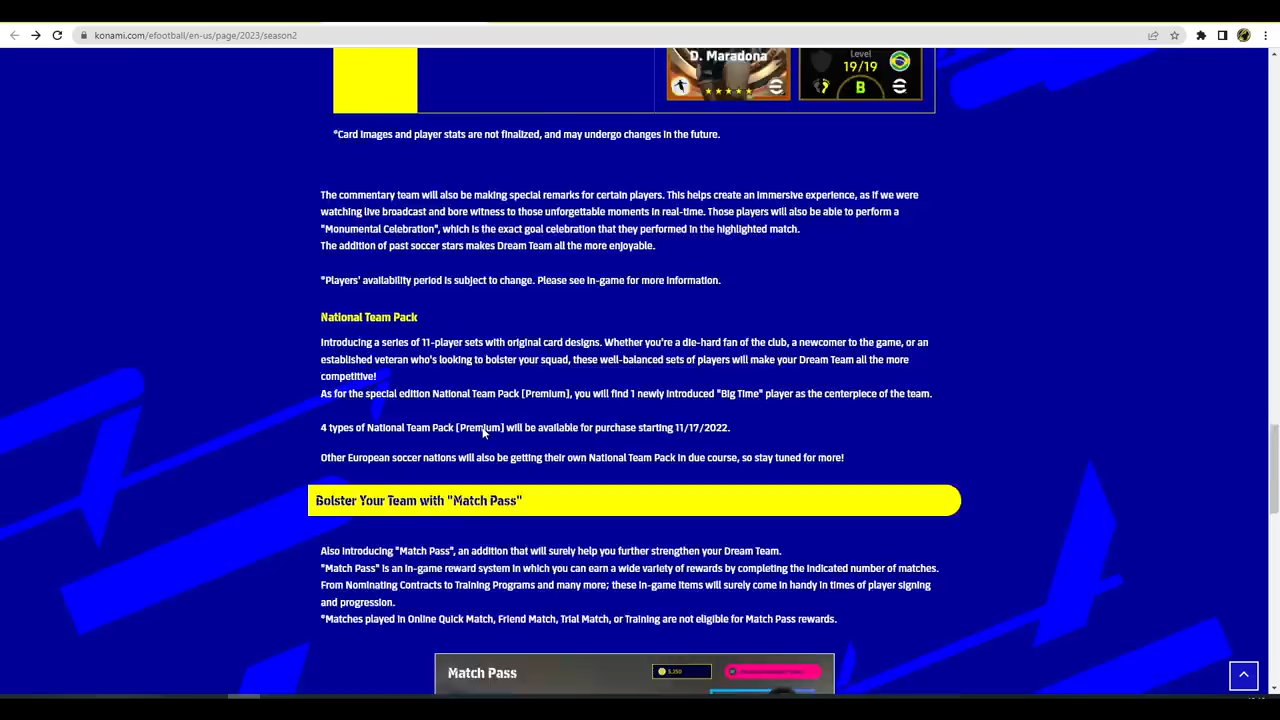 konami.com/efootball/en-us/page/2023/season2
D. Maradona
Level
19/19
B
*Card images and player stats are not finalized, and may undergo changes in the future.
The commentary team will also be making special remarks for certain players. This helps create an immersive experience, as if we were
watching live broadcast and bore witness to those unforgettable moments in real-time. Those players will also be able to perform a
"Monumental Celebration", which is the exact goal celebration that they performed in the highlighted match.
The addition of past soccer stars makes Dream Team all the more enjoyable.
*Players' availability period is subject to change. Please see in-game for more information.
National Team Pack
Introducing a series of 11-player sets with original card designs. Whether you're a die-hard fan of the club, a newcomer to the game, or an
established veteran who's looking to bolster your squad, these well-balanced sets of players will make your Dream Team all the more
competitive!
As for the special edition National Team Pack [Premium], you will find 1 newly introduced "Big Time" player as the centerpiece of the team.
4 types of National Team Pack [Premium] will be available for purchase starting 11/17/2022.
Other European soccer nations will also be getting their own National Team Pack in due course, so stay tuned for more!
Bolster Your Team with "Match Pass"
Also introducing "Match Pass", an addition that will surely help you further strengthen your Dream Team.
"Match Pass" is an in-game reward system in which you can earn a wide variety of rewards by completing the indicated number of matches.
From Nominating Contracts to Training Programs and many more; these in-game items will surely come in handy in times of player signing
and progression.
*Matches played in Online Quick Match, Friend Match, Trial Match, or Training are not eligible for Match Pass rewards.
Match Pass
5,350